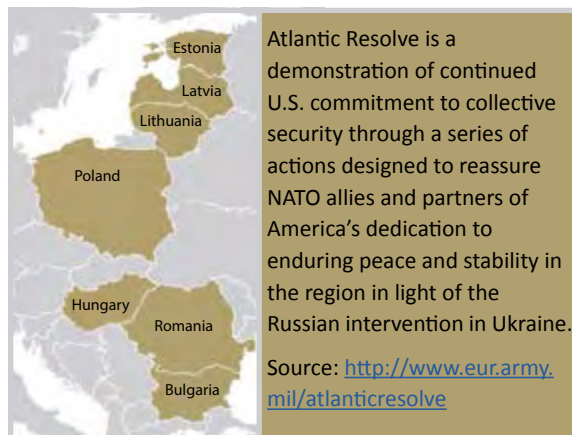 Estonia
Latvia
Lithuania
Poland
Hungary
Romania
Bulgaria
Atlantic Resolve is a
demonstration of continued
U.S. commitment to collective
security through a series of
actions designed to reassure
NATO allies and partners of
America’s dedication to
enduring peace and stability in
the region in light of the
Russian intervention in Ukraine.
Source: http://www.eur.army.
mil/atlanticresolve